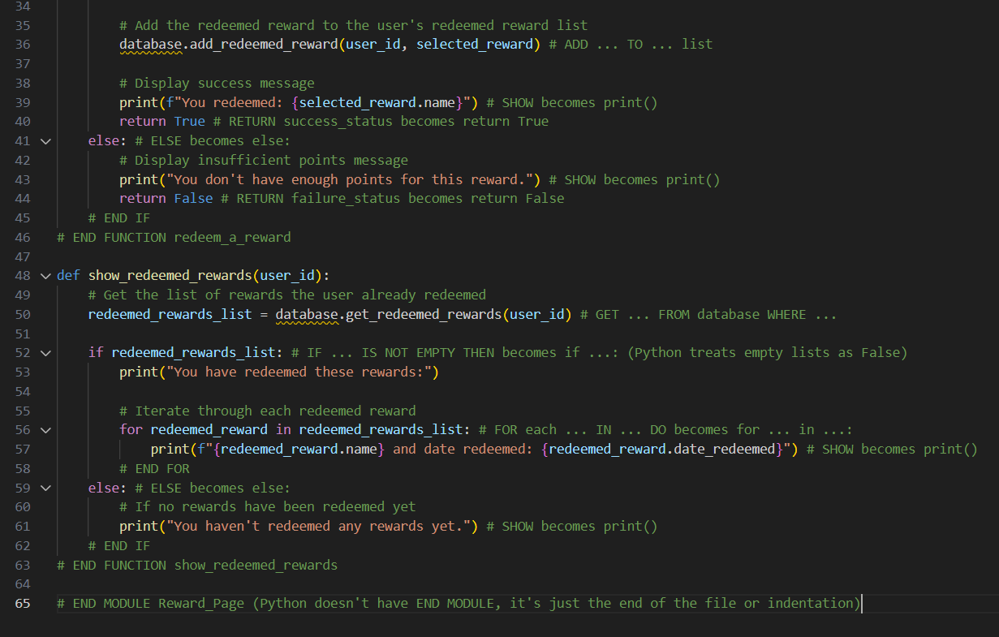 34
35 # Add the redeemed reward to the user's redeemed reward list
36 database.add_redeemed_reward(user_id, selected_reward) # ADD ... TO ... list
37
38 # Display success message
39 print(f"You redeemed: {selected_reward.name}") # SHOW becomes print()
40 return True # RETURN success_status becomes return True
41 else: # ELSE becomes else:
42 # Display insufficient points message
43 print("You don't have enough points for this reward.") # SHOW becomes print()
44 return False # RETURN failure_status becomes return False
45 # END IF
46 # END FUNCTION redeem_a_reward
47
48 def show_redeemed_rewards(user_id):
49 # Get the list of rewards the user already redeemed
50 redeemed_rewards_list = database.get_redeemed_rewards(user_id) # GET ... FROM database WHERE ...
51
52 if redeemed_rewards_list: # IF ... IS NOT EMPTY THEN becomes if ...: (Python treats empty lists as False)
53 print("You have redeemed these rewards:")
54
55 # Iterate through each redeemed reward
56 for redeemed_reward in redeemed_rewards_list: # FOR each ... IN ... DO becomes for ... in ...:
57 print(f"{redeemed_reward.name} and date redeemed: {redeemed_reward.date_redeemed}") # SHOW becomes print()
58 # END FOR
59 else: # ELSE becomes else:
60 # If no rewards have been redeemed yet
61 print("You haven't redeemed any rewards yet.") # SHOW becomes print()
62 # END IF
63 # END FUNCTION show_redeemed_rewards
64
65 # END MODULE Reward_Page (Python doesn't have END MODULE, it's just the end of the file or indentation)